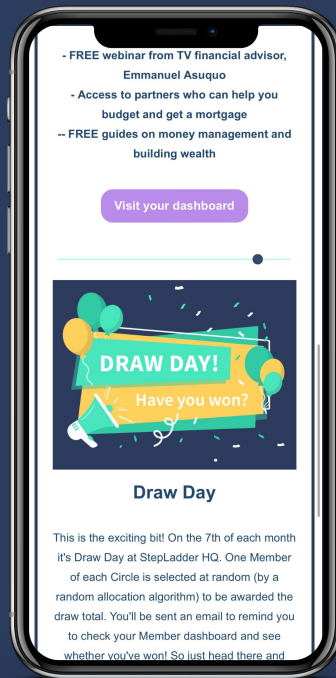 - FREE webinar from TV financial advisor,
Emmanuel Asuquo
- Access to partners who can help you
budget and get a mortgage
-- FREE guides on money management and
building wealth
Visit your dashboard
DRAW DAY!
Have you won?
Draw Day
This is the exciting bit! On the 7th of each month
it's Draw Day at StepLadder HQ. One Member
of each Circle is selected at random (by a
random allocation algorithm) to be awarded the
draw total. You'll be sent an email to remind you
to check your Member dashboard and see
whether you've won! So just head there and